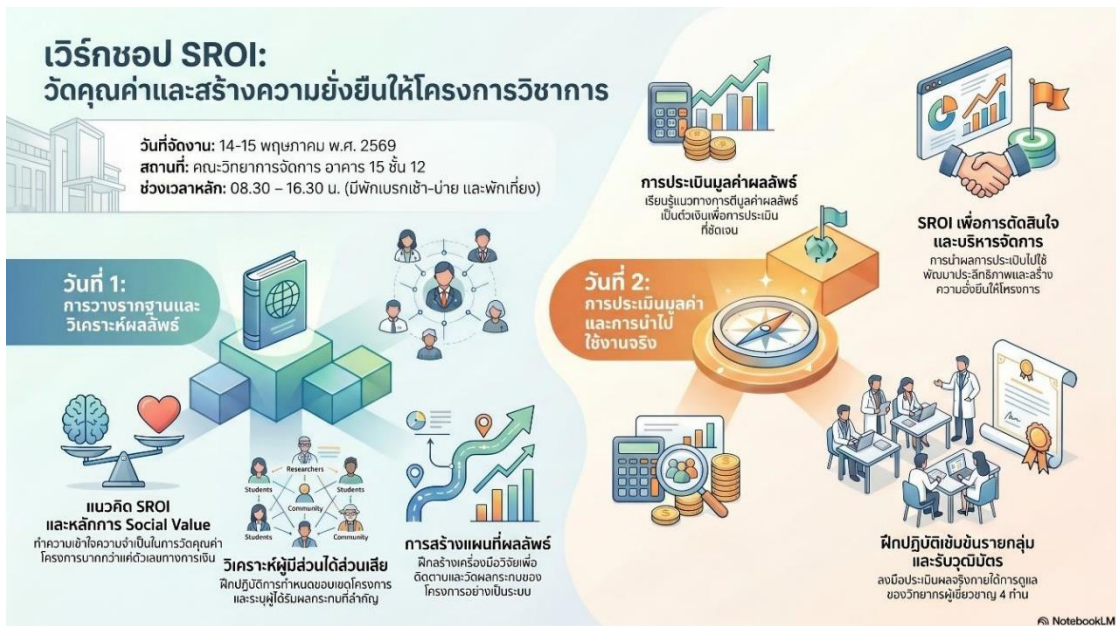 เวิร์กชอป SROI:
วัดคุณค่าและสร้างความยั่งยืนให้โครงการวิชาการ
วันที่จัดงาน: 14-15 พฤษภาคม พ.ศ. 2569
สถานที่: คณะวิทยาการจัดการ อาคาร 15 ชั้น 12
ช่วงเวลาหลัก: 08.30 – 16.30 น. (มีพักเบรกเช้า-บ่าย และพักเที่ยง)
วันที่ 1:
การวางรากฐานและ
วิเคราะห์ผลลัพธ์
แนวคิด SROI
และหลักการ Social Value
ทำความเข้าใจความจำเป็นในการวัดคุณค่า
โครงการมากกว่าแค่ตัวเลขทางการเงิน
Researchers
Students
Students
Community
Students
Community
วิเคราะห์ผู้มีส่วนได้ส่วนเสีย
ฝึกปฏิบัติการกำหนดขอบเขตโครงการ
และระบุผู้ได้รับผลกระทบที่สำคัญ
การสร้างแผนที่ผลลัพธ์
ฝึกสร้างเครื่องมือวิจัยเพื่อ
ติดตามและวัดผลกระทบของ
โครงการอย่างเป็นระบบ
วันที่ 2:
การประเมินมูลค่า
และการนำไป
ใช้งานจริง
การประเมินมูลค่าผลลัพธ์
เรียนรู้แนวทางการตีมูลค่าผลลัพธ์
เป็นตัวเงินเพื่อการประเมิน
ที่ชัดเจน
SROI เพื่อการตัดสินใจ
และบริหารจัดการ
การนำผลการประเมินไปใช้
พัฒนาประสิทธิภาพและสร้าง
ความยั่งยืนให้โครงการ
ฝึกปฏิบัติเข้มข้นรายกลุ่ม
และรับวุฒิบัตร
ลงมือประเมินผลจริงภายใต้การดูแล
ของวิทยากรผู้เชี่ยวชาญ 4 ท่าน
NotebookLM